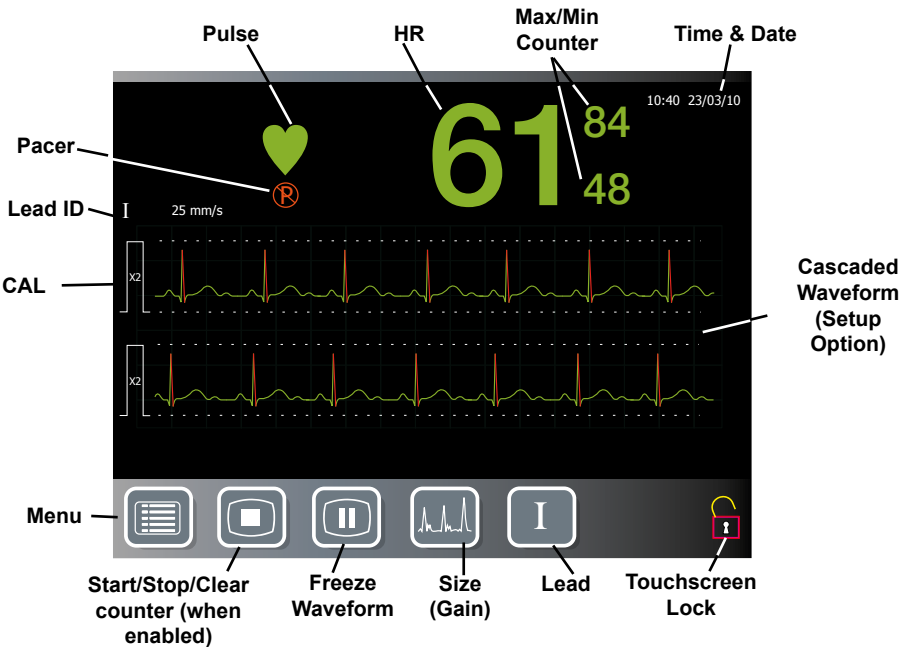 Pulse
HR
Max/Min
Counter
Time & Date
10:40 23/03/10
61
84
48
Pacer
P
Lead ID
I
25 mm/s
CAL
X2
Cascaded
Waveform
(Setup
Option)
X2
Menu
I
Start/Stop/Clear
counter (when
enabled)
Freeze
Waveform
Size
(Gain)
Lead
Touchscreen
Lock